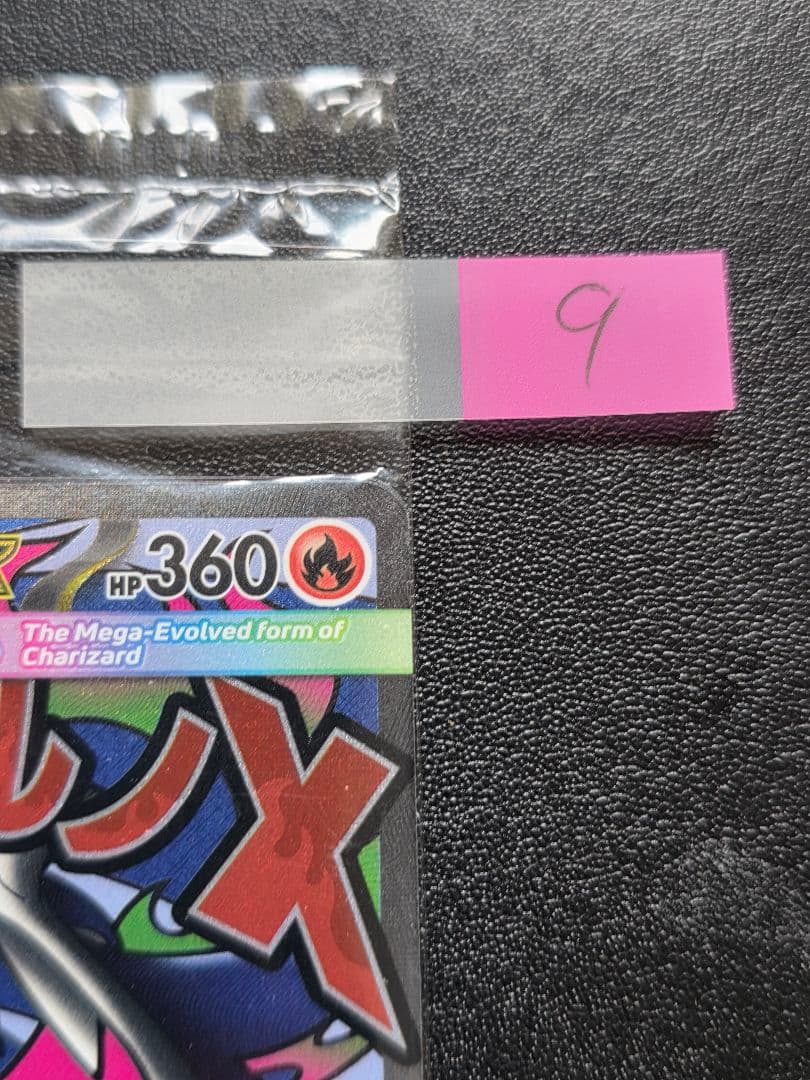 9
HP360
The Mega-Evolved form of
Charizard
X